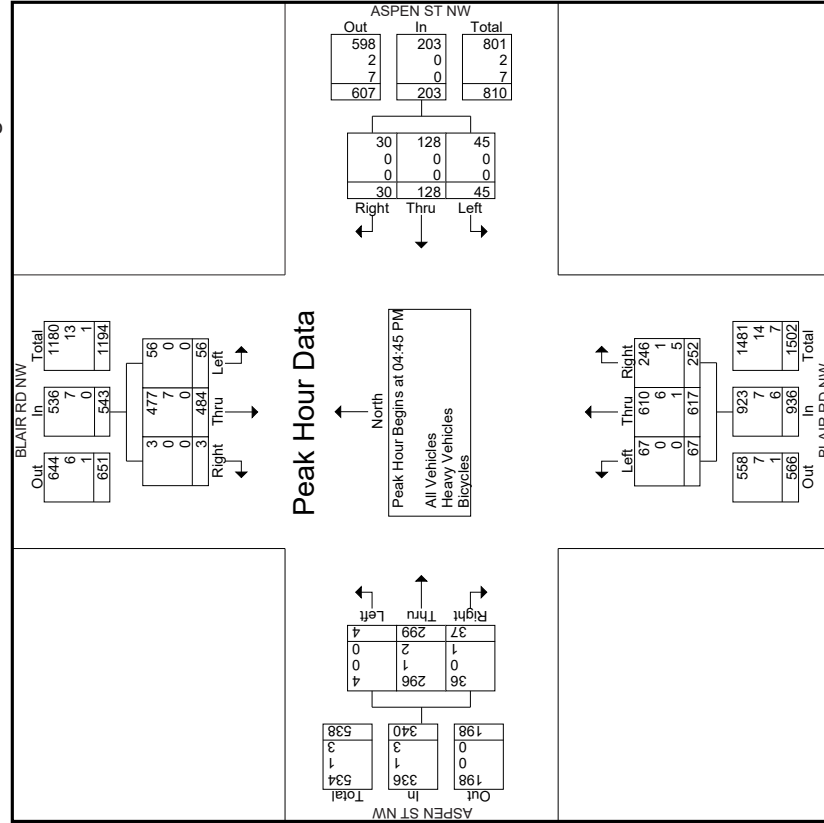 ASPEN ST NW
Out In Total
598 203 801
2 0 2
7 0 7
607 203 810
30 128 45
0 0 0
0 0 0
30 128 45
Right Thru Left
BLAIR RD NW
Out In Total
644 536 1180
6 7 13
1 0 1
651 543 1194
3 477 56
0 7 0
0 0 0
3 484 56
Right Thru Left
Peak Hour Data
North
Peak Hour Begins at 04:45 PM
All Vehicles
Heavy Vehicles
Bicycles
Left Thru Right
67 610 246
0 6 1
0 1 5
67 617 252
558 923 1481
7 7 14
1 6 7
566 936 1502
Out In Total
BLAIR RD NW
Left Thru Right
4 299 37
0 2 1
0 1 0
4 296 36
538 340 198
3 3 0
1 1 0
534 336 198
Total In Out
ASPEN ST NW